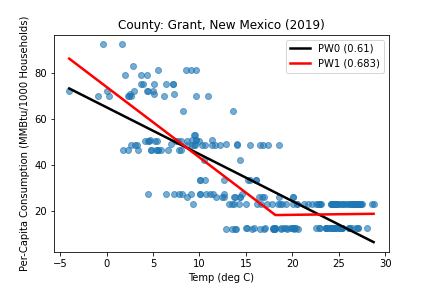 County: Grant, New Mexico (2019)
PW0 (0.61)
PW1 (0.683)
Per-Capita Consumption (MMBtu/1000 Households)
80
60
40
20
−5 0 5 10 15 20 25 30
Temp (deg C)